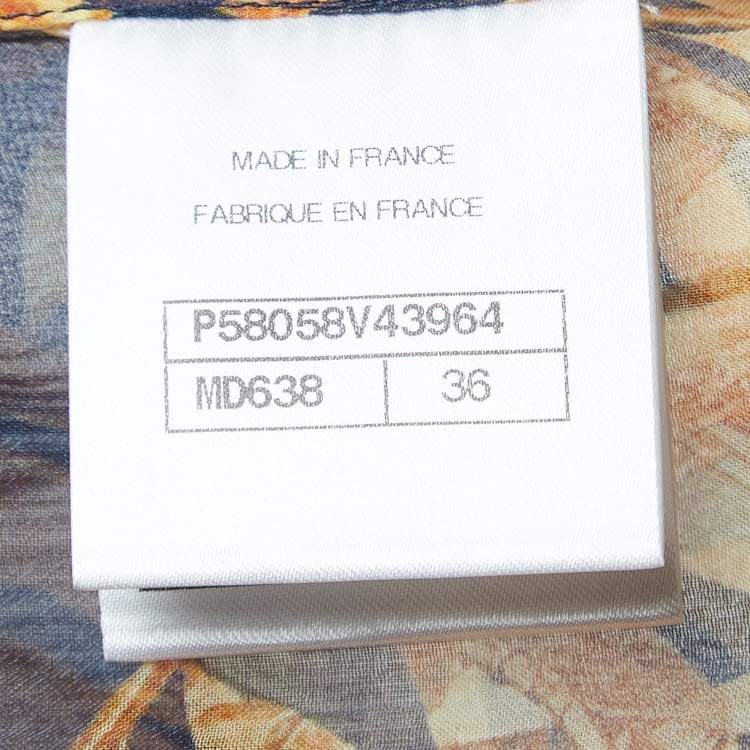 MADE IN FRANCE
FABRIQUE EN FRANCE
P58058V43964
MD638 36